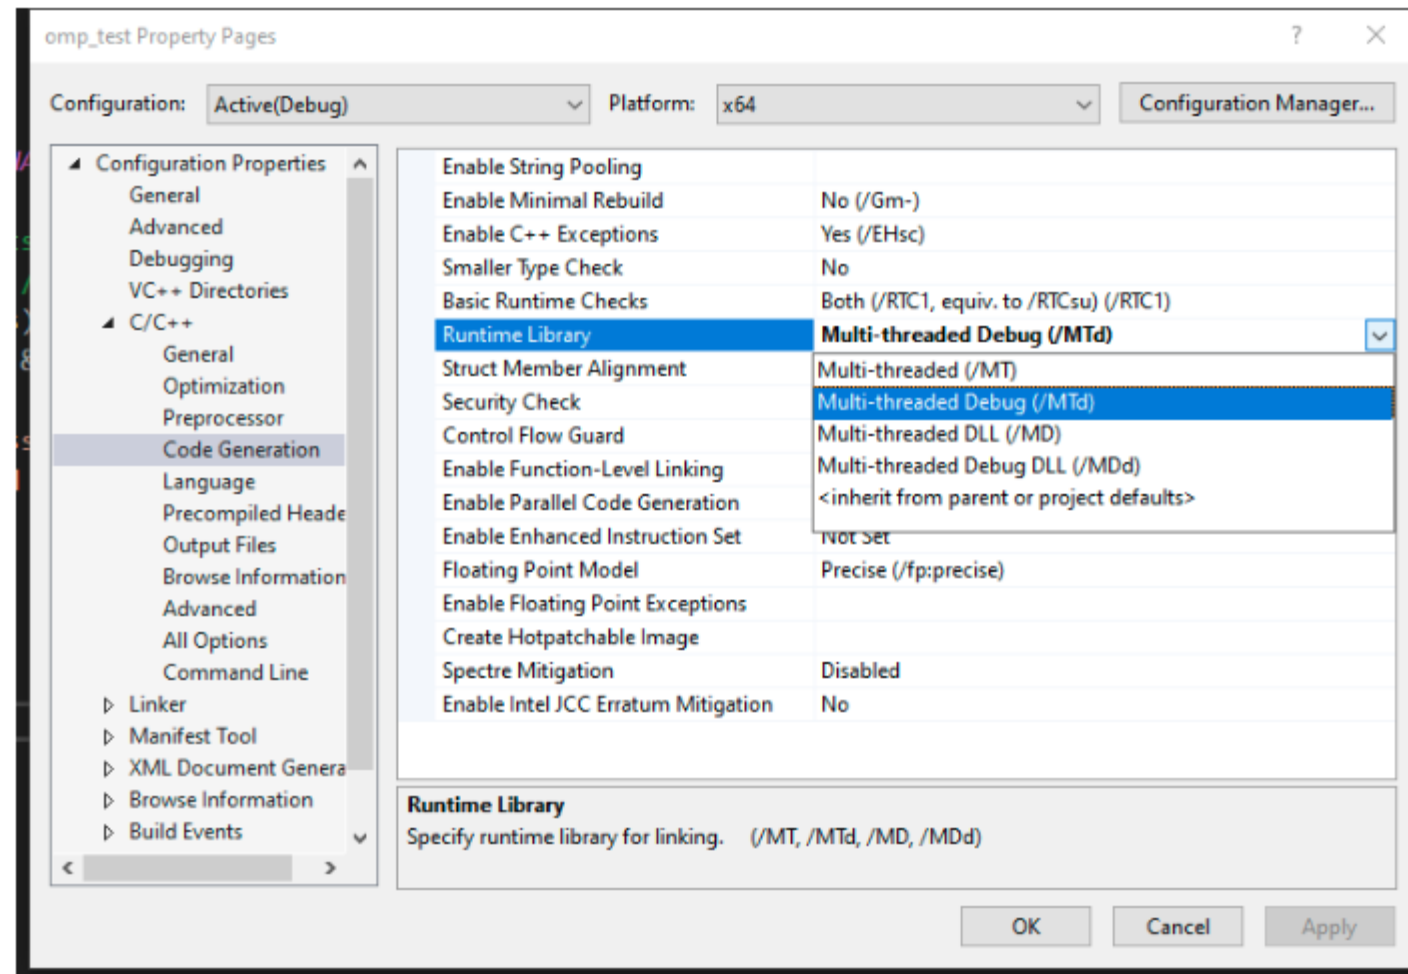 omp_test Property Pages
?
Configuration: Active(Debug) Platform: x64 Configuration Manager...
Configuration Properties
General
Advanced
Debugging
VC++ Directories
C/C++
General
Optimization
Preprocessor
Code Generation
Language
Precompiled Heade
Output Files
Browse Information
Advanced
All Options
Command Line
Linker
Manifest Tool
XML Document Genera
Browse Information
Build Events
Enable String Pooling
Enable Minimal Rebuild No (/Gm-)
Enable C++ Exceptions Yes (/EHsc)
Smaller Type Check No
Basic Runtime Checks Both (/RTC1, equiv. to /RTCsu) (/RTC1)
Runtime Library Multi-threaded Debug (/MTd)
Struct Member Alignment
Security Check
Control Flow Guard
Enable Function-Level Linking
Enable Parallel Code Generation
Enable Enhanced Instruction Set Not Set
Floating Point Model Precise (/fp:precise)
Enable Floating Point Exceptions
Create Hotpatchable Image
Spectre Mitigation Disabled
Enable Intel JCC Erratum Mitigation No
Multi-threaded (/MT)
Multi-threaded Debug (/MTd)
Multi-threaded DLL (/MD)
Multi-threaded Debug DLL (/MDd)
<inherit from parent or project defaults>
Runtime Library
Specify runtime library for linking. (/MT, /MTd, /MD, /MDd)
OK Cancel Apply